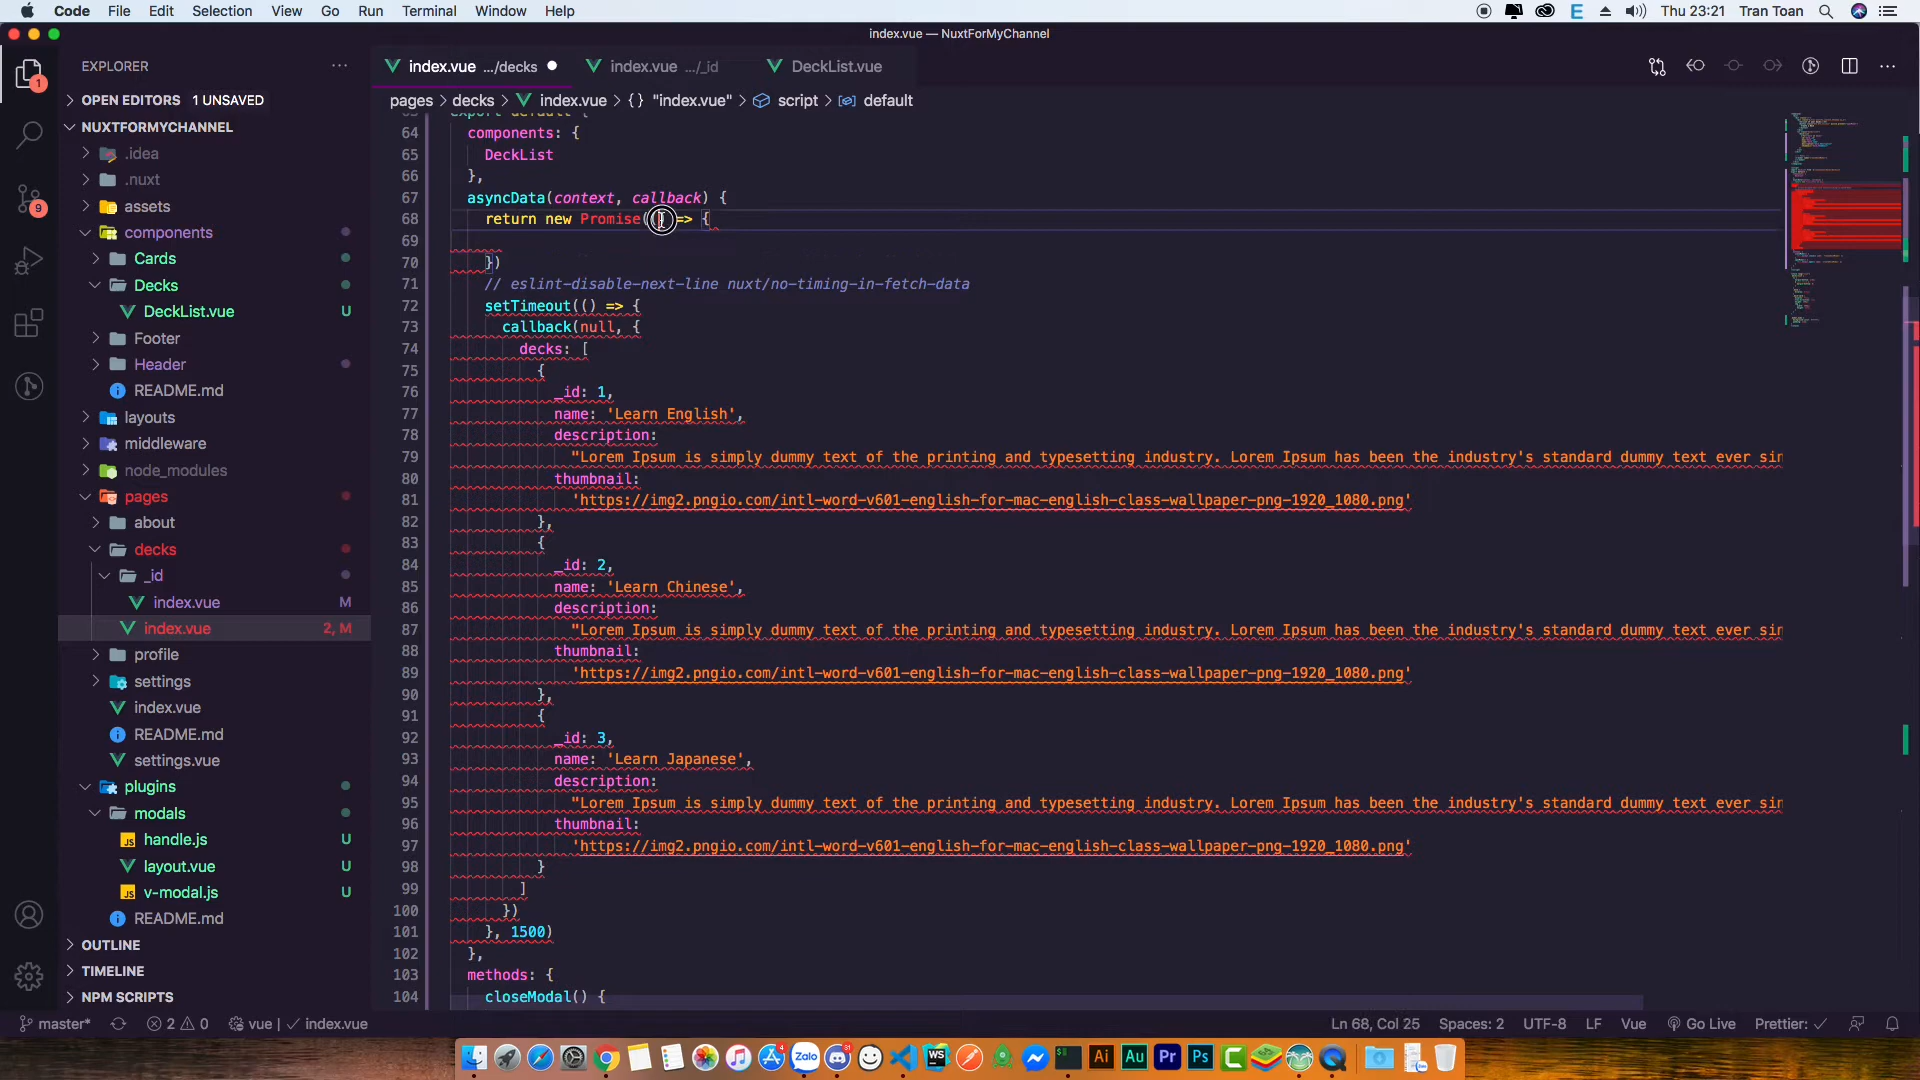 Code File Edit Selection View Go Run Terminal Window Help
Thu 23:21 Tran Toan
index.vue — NuxtForMyChannel
EXPLORER
index.vue .../decks
index.vue .../_id
DeckList.vue
OPEN EDITORS 1 UNSAVED
pages > decks > index.vue > {} "index.vue" > script > default
NUXTFORMYCHANNEL
.idea
.nuxt
assets
components
Cards
Decks
DeckList.vue U
Footer
Header
README.md
layouts
middleware
node_modules
pages
about
decks
_id
index.vue M
index.vue 2, M
profile
settings
index.vue
README.md
settings.vue
plugins
modals
handle.js U
layout.vue U
v-modal.js U
README.md
OUTLINE
TIMELINE
NPM SCRIPTS
1
9
63 export default {
64 components: {
65 DeckList
66 },
67 asyncData(context, callback) {
68 return new Promise(() => {
69
70 })
71 // eslint-disable-next-line nuxt/no-timing-in-fetch-data
72 setTimeout(() => {
73 callback(null, {
74 decks: [
75 {
76 _id: 1,
77 name: 'Learn English',
78 description:
79 "Lorem Ipsum is simply dummy text of the printing and typesetting industry. Lorem Ipsum has been the industry's standard dummy text ever sin
80 thumbnail:
81 'https://img2.pngio.com/intl-word-v601-english-for-mac-english-class-wallpaper-png-1920_1080.png'
82 },
83 {
84 _id: 2,
85 name: 'Learn Chinese',
86 description:
87 "Lorem Ipsum is simply dummy text of the printing and typesetting industry. Lorem Ipsum has been the industry's standard dummy text ever sin
88 thumbnail:
89 'https://img2.pngio.com/intl-word-v601-english-for-mac-english-class-wallpaper-png-1920_1080.png'
90 },
91 {
92 _id: 3,
93 name: 'Learn Japanese',
94 description:
95 "Lorem Ipsum is simply dummy text of the printing and typesetting industry. Lorem Ipsum has been the industry's standard dummy text ever sin
96 thumbnail:
97 'https://img2.pngio.com/intl-word-v601-english-for-mac-english-class-wallpaper-png-1920_1080.png'
98 }
99 ]
100 })
101 }, 1500)
102 },
103 methods: {
104 closeModal() {
master* 2 0 vue | index.vue
Ln 68, Col 25 Spaces: 2 UTF-8 LF Vue Go Live Prettier:
Zalo WS Ai Au Pr Ps